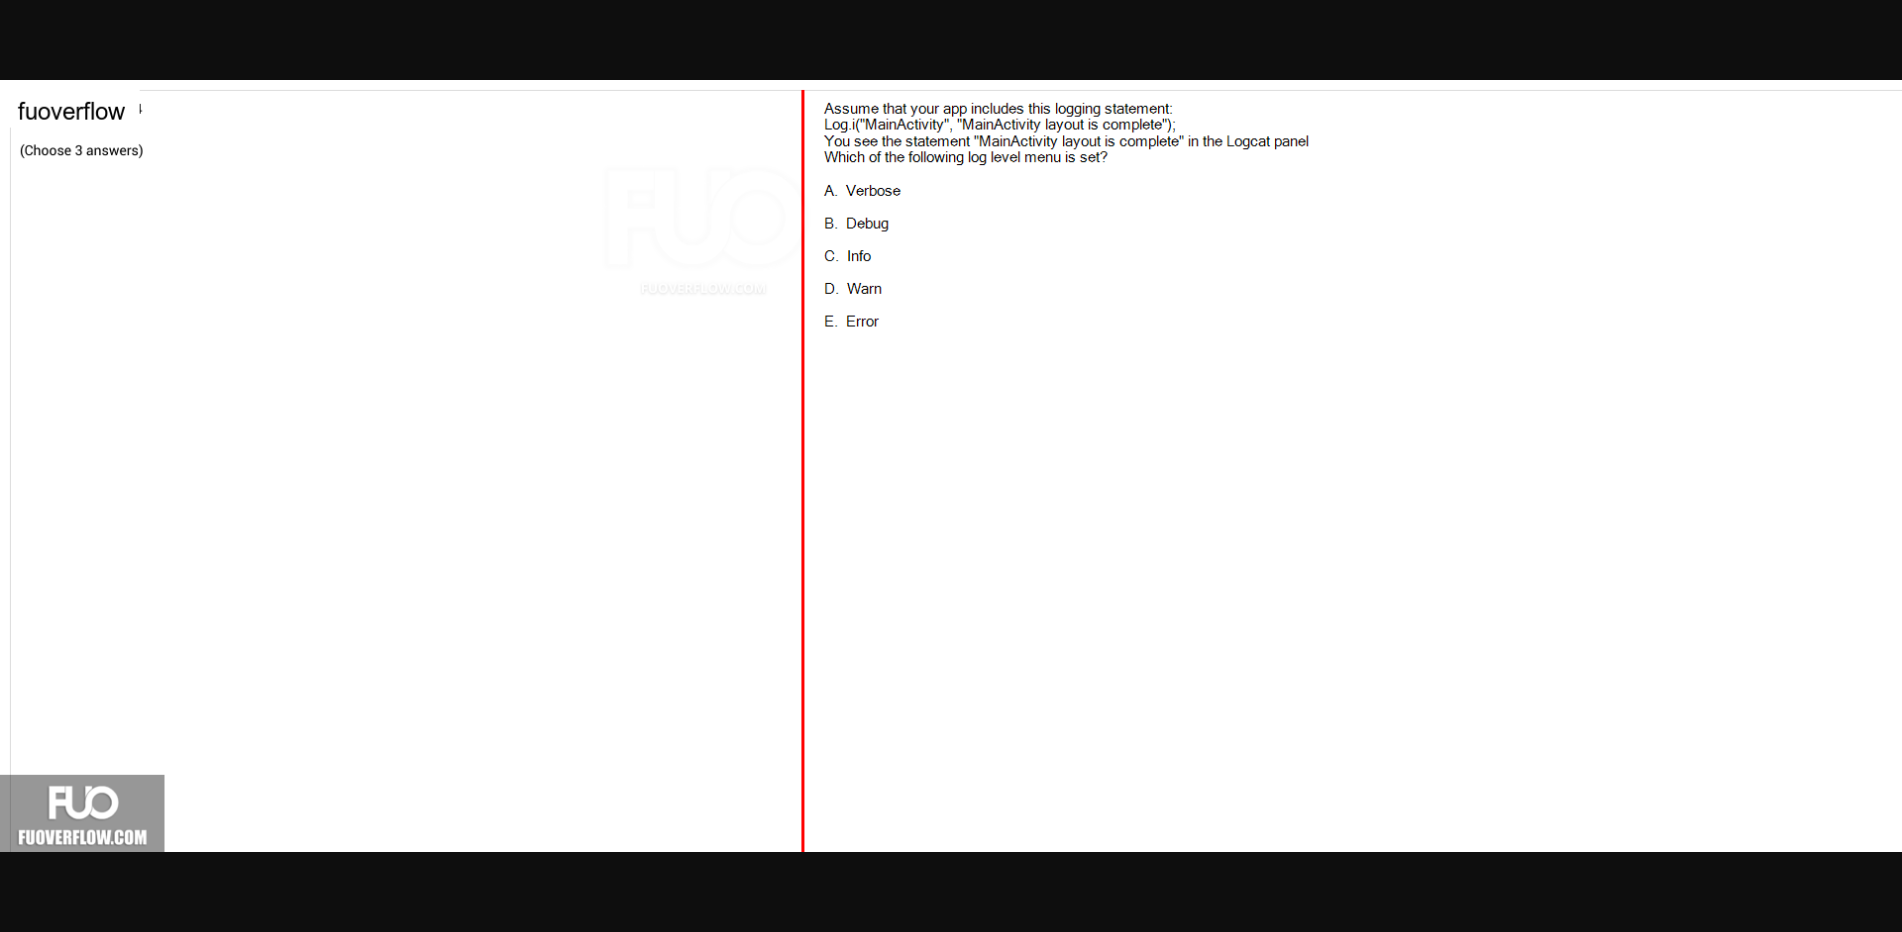 fuoverflow
(Choose 3 answers)
FUO
FUOVERFLOW.COM
Assume that your app includes this logging statement:
Log.i("MainActivity", "MainActivity layout is complete");
You see the statement "MainActivity layout is complete" in the Logcat panel
Which of the following log level menu is set?
A. Verbose
B. Debug
C. Info
D. Warn
E. Error
FUO
FUOVERFLOW.COM